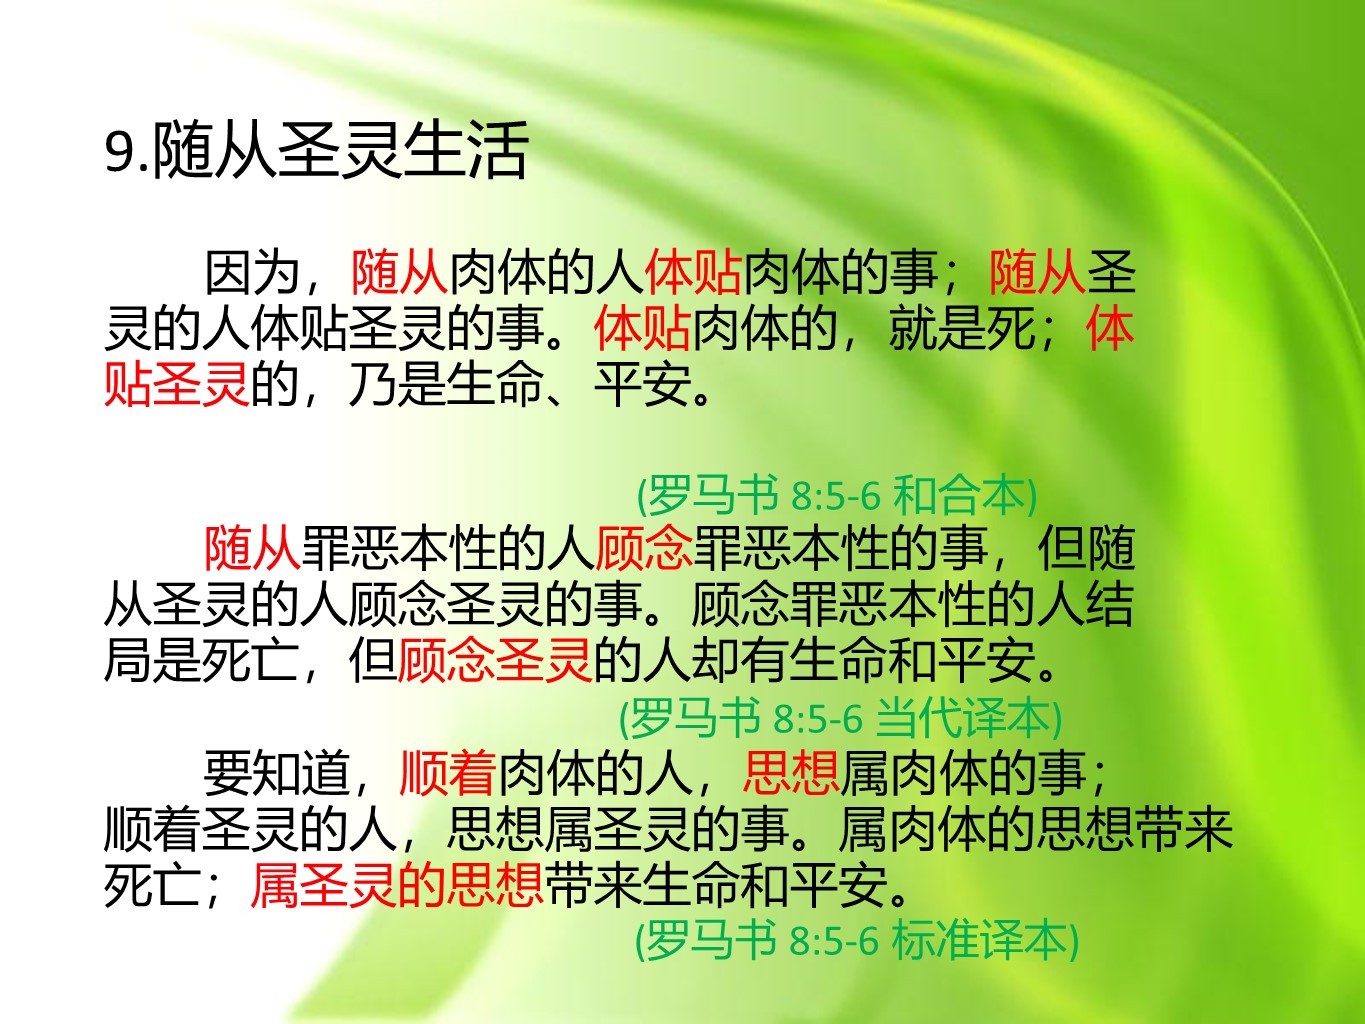 9.随从圣灵生活
因为，随从肉体的人体贴肉体的事；随从圣
灵的人体贴圣灵的事。体贴肉体的，就是死；体
贴圣灵的，乃是生命、平安。
(罗马书 8:5-6 和合本)
随从罪恶本性的人顾念罪恶本性的事，但随
从圣灵的人顾念圣灵的事。顾念罪恶本性的人结
局是死亡，但顾念圣灵的人却有生命和平安。
(罗马书 8:5-6 当代译本)
要知道，顺着肉体的人，思想属肉体的事；
顺着圣灵的人，思想属圣灵的事。属肉体的思想带来
死亡；属圣灵的思想带来生命和平安。
(罗马书 8:5-6 标准译本)